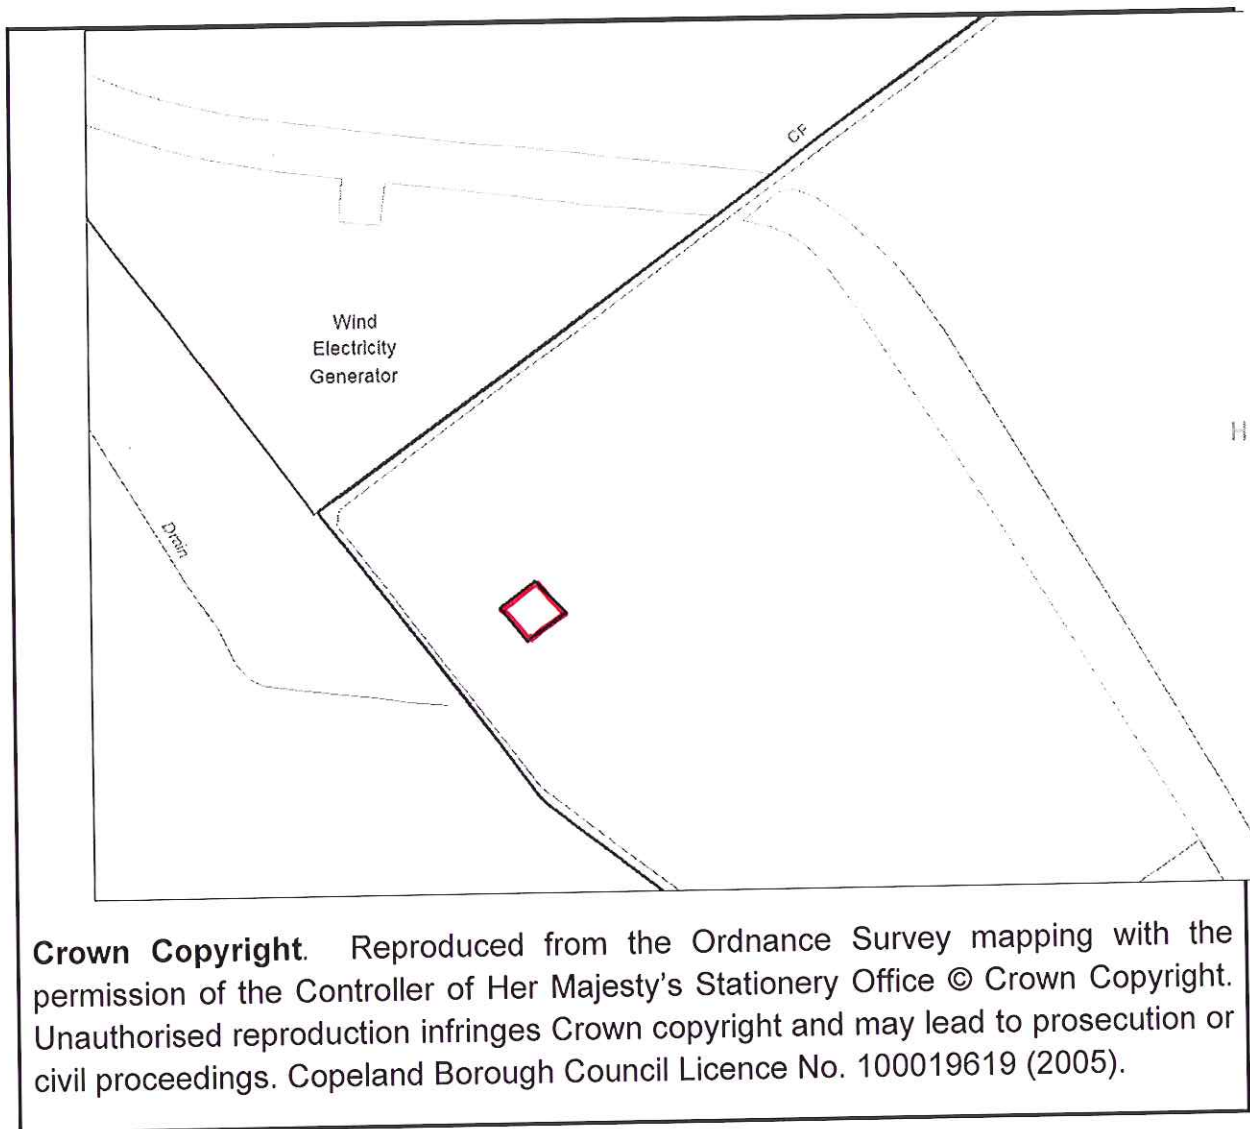 CF
Wind
Electricity
Generator
H
Drain
Crown Copyright. Reproduced from the Ordnance Survey mapping with the
permission of the Controller of Her Majesty's Stationery Office © Crown Copyright.
Unauthorised reproduction infringes Crown copyright and may lead to prosecution or
civil proceedings. Copeland Borough Council Licence No. 100019619 (2005).